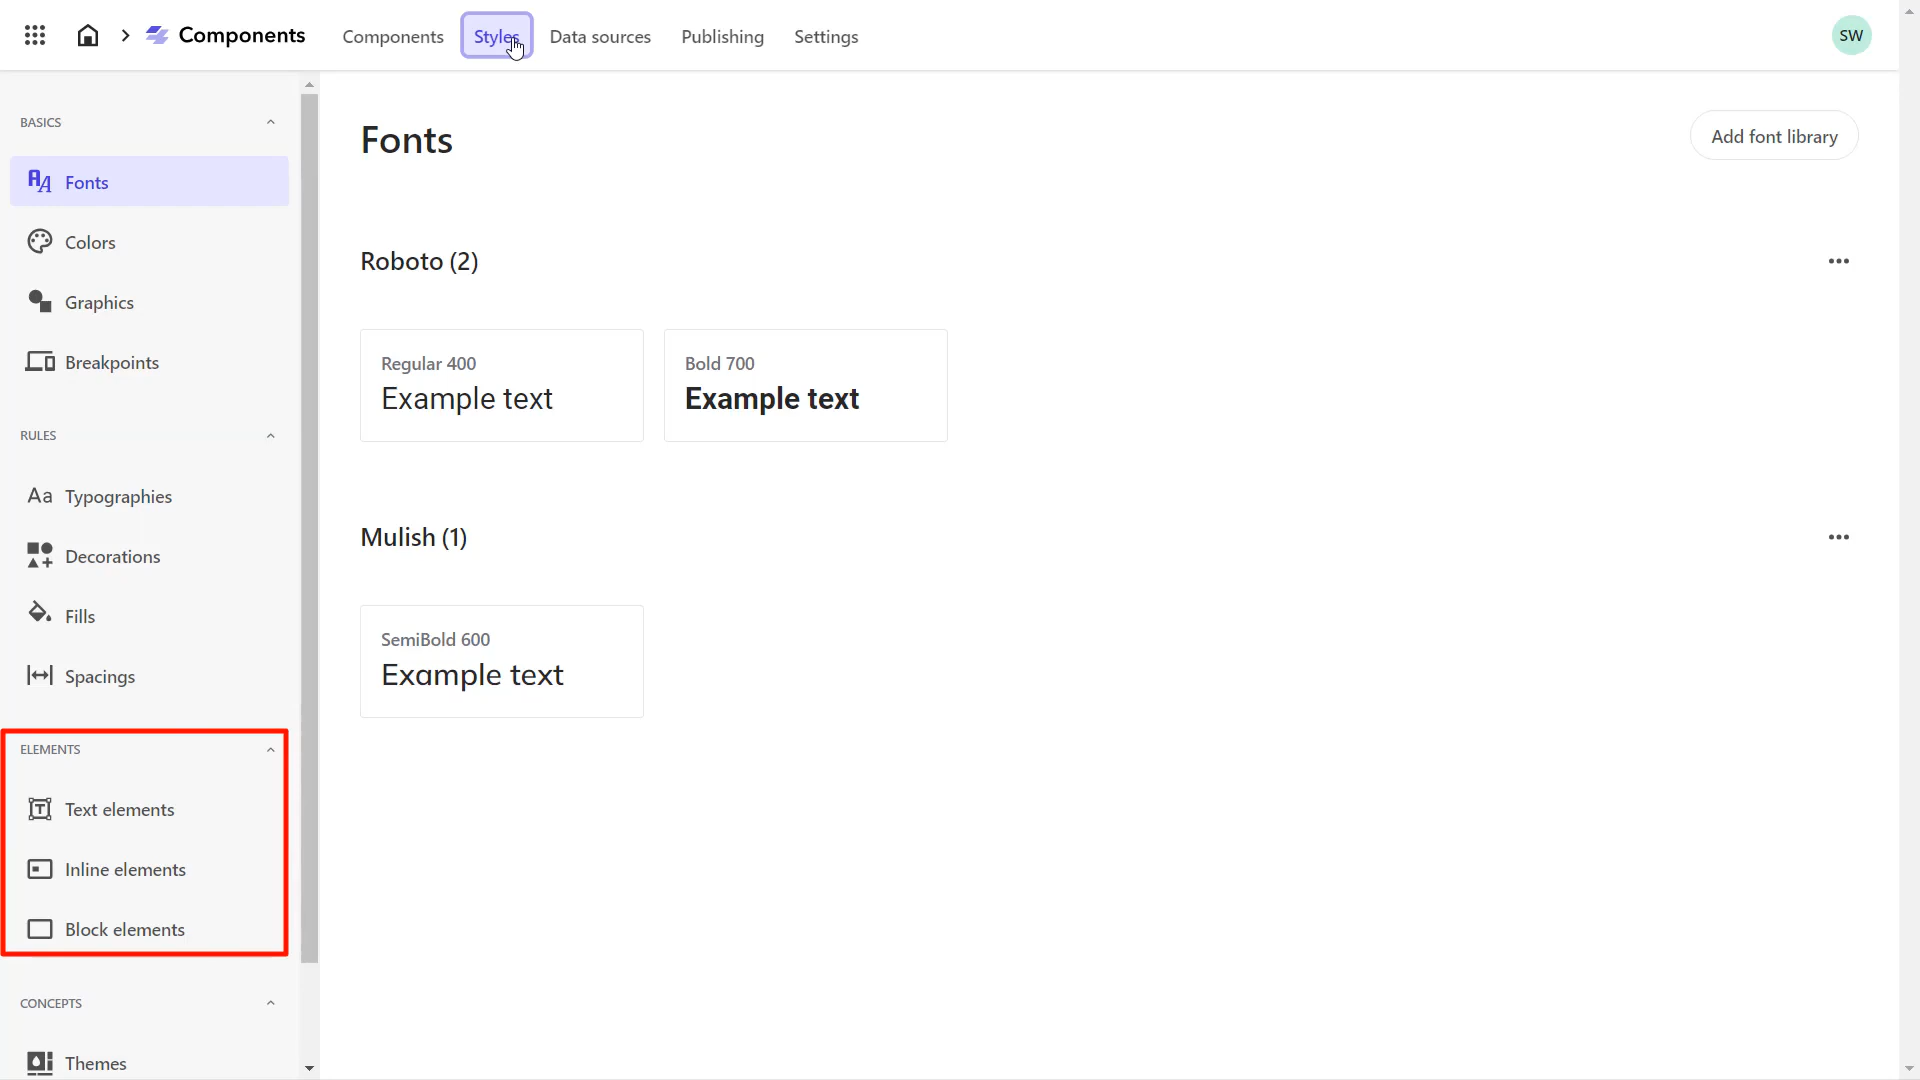 Components
Components
Styles
Data sources
Publishing
Settings
SW
BASICS
Fonts
Colors
Graphics
Breakpoints
RULES
Aa Typographies
Decorations
Fills
Spacings
ELEMENTS
Text elements
Inline elements
Block elements
CONCEPTS
Themes
Fonts
Add font library
Roboto (2)
Regular 400
Example text
Bold 700
Example text
Mulish (1)
SemiBold 600
Example text